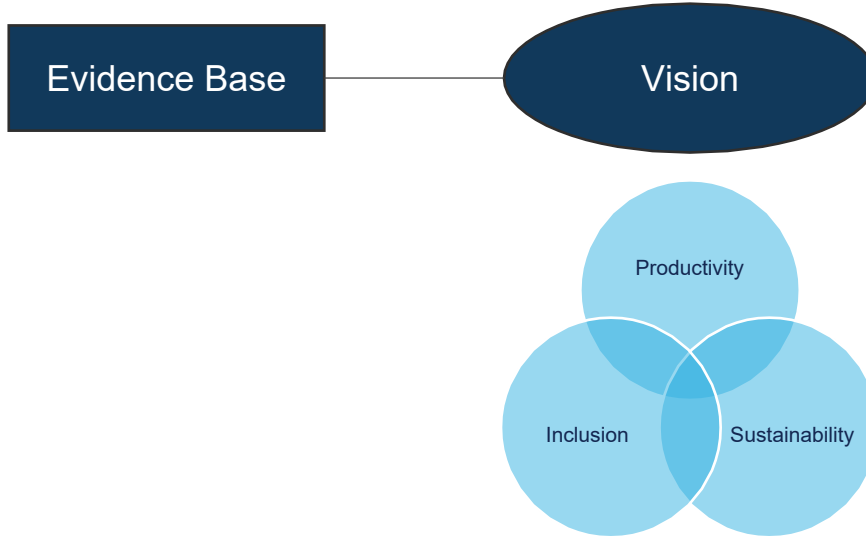 Evidence Base
Vision
Productivity
Inclusion
Sustainability